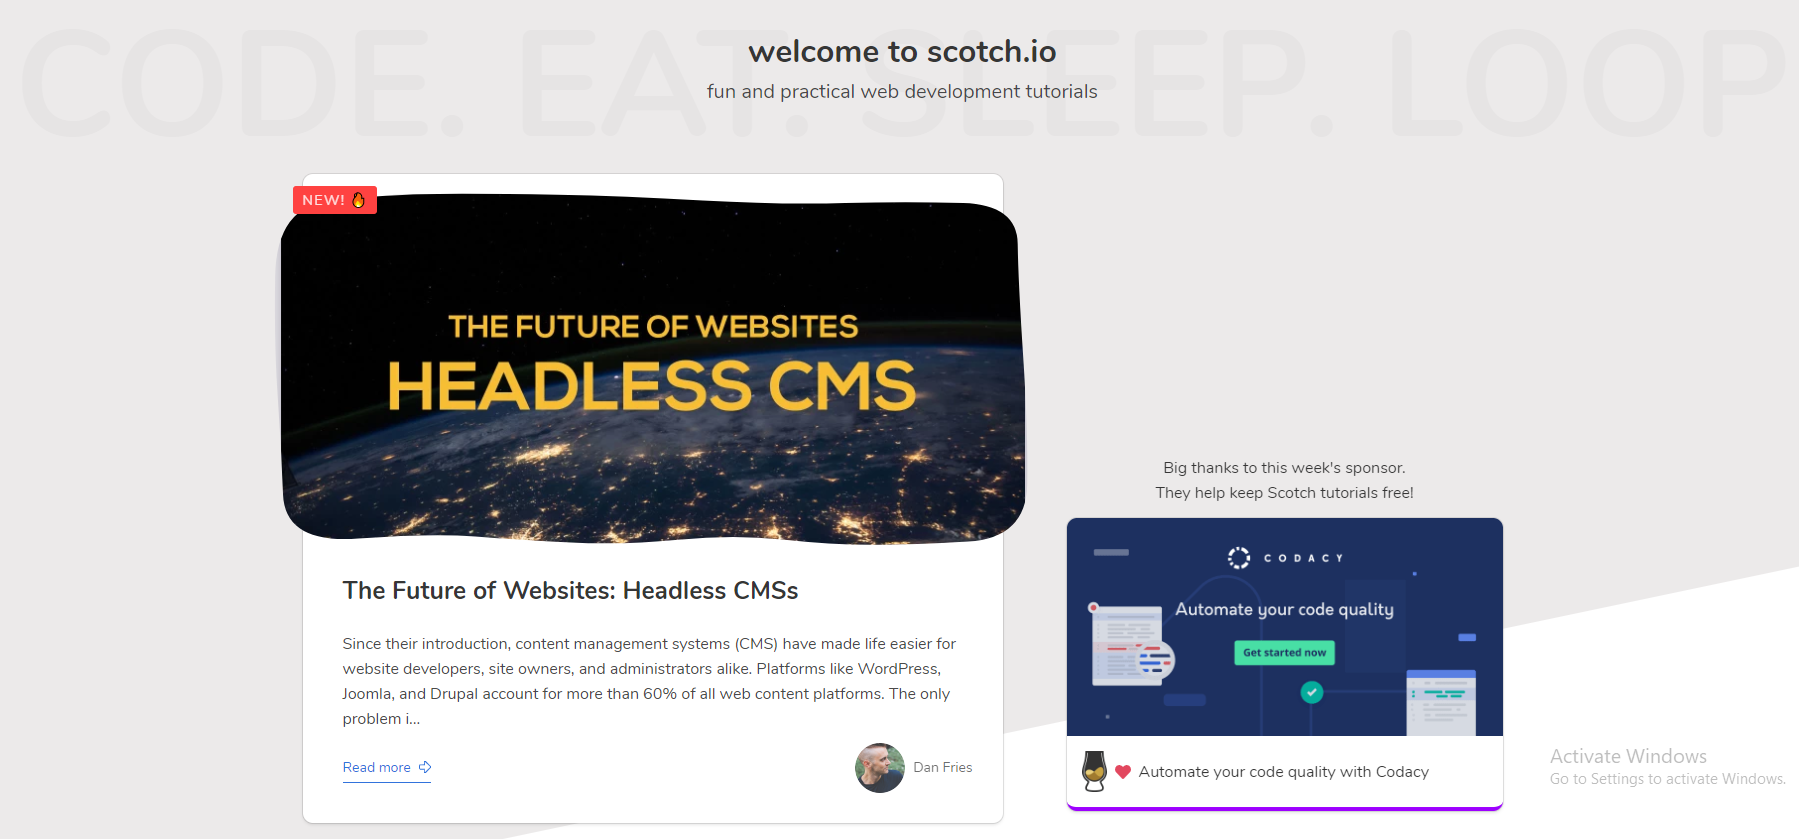 CODE. EAT. SLEEP. LOOP
welcome to scotch.io
fun and practical web development tutorials
NEW!
THE FUTURE OF WEBSITES
HEADLESS CMS
The Future of Websites: Headless CMSs
Since their introduction, content management systems (CMS) have made life easier for
website developers, site owners, and administrators alike. Platforms like WordPress,
Joomla, and Drupal account for more than 60% of all web content platforms. The only
problem i...
Read more
Dan Fries
Big thanks to this week's sponsor.
They help keep Scotch tutorials free!
CODACY
Automate your code quality
Get started now
Automate your code quality with Codacy
Activate Windows
Go to Settings to activate Windows.